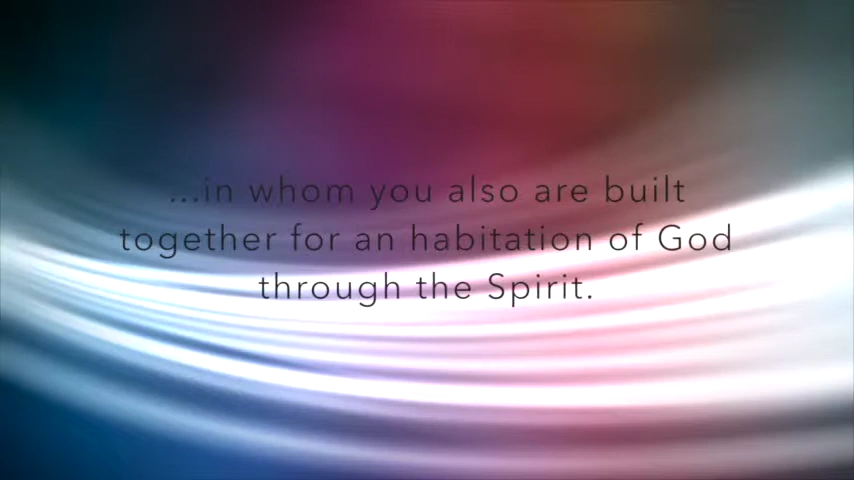 ...in whom you also are built
together for an habitation of God
through the Spirit.